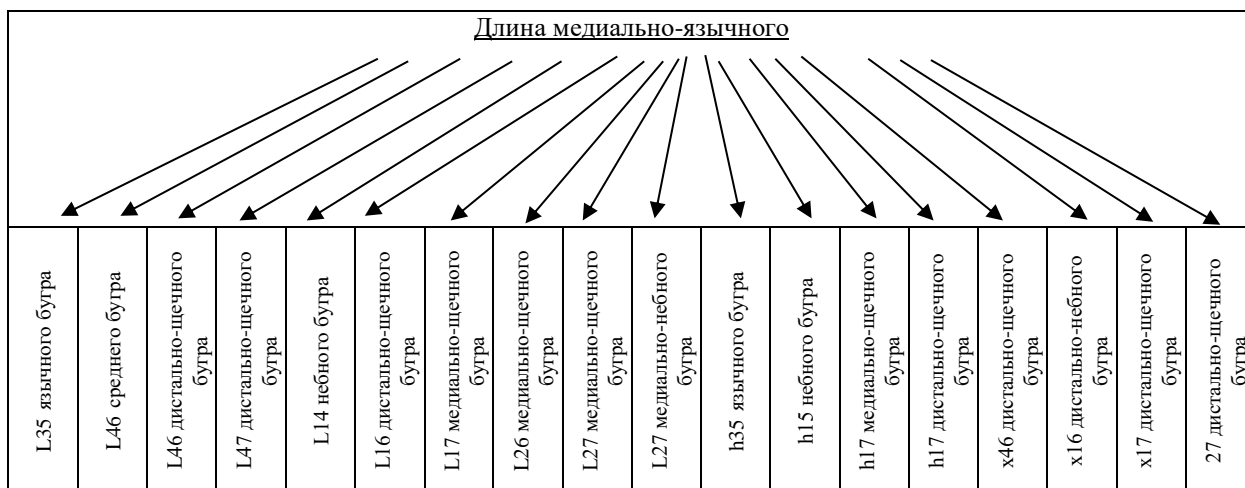 Длина медиально-язычного
L35 язычного бугра
L46 среднего бугра
L46 дистально-щечного
бугра
L47 дистально-щечного
бугра
L14 небного бугра
L16 дистально-щечного
бугра
L17 медиально-щечного
бугра
L26 медиально-щечного
бугра
L27 медиально-щечного
бугра
L27 медиально-небного
бугра
h35 язычного бугра
h15 небного бугра
h17 медиально-щечного
бугра
h17 дистально-щечного
бугра
x46 дистально-щечного
бугра
x16 дистально-небного
бугра
x17 дистально-щечного
бугра
27 дистально-щечного
бугра